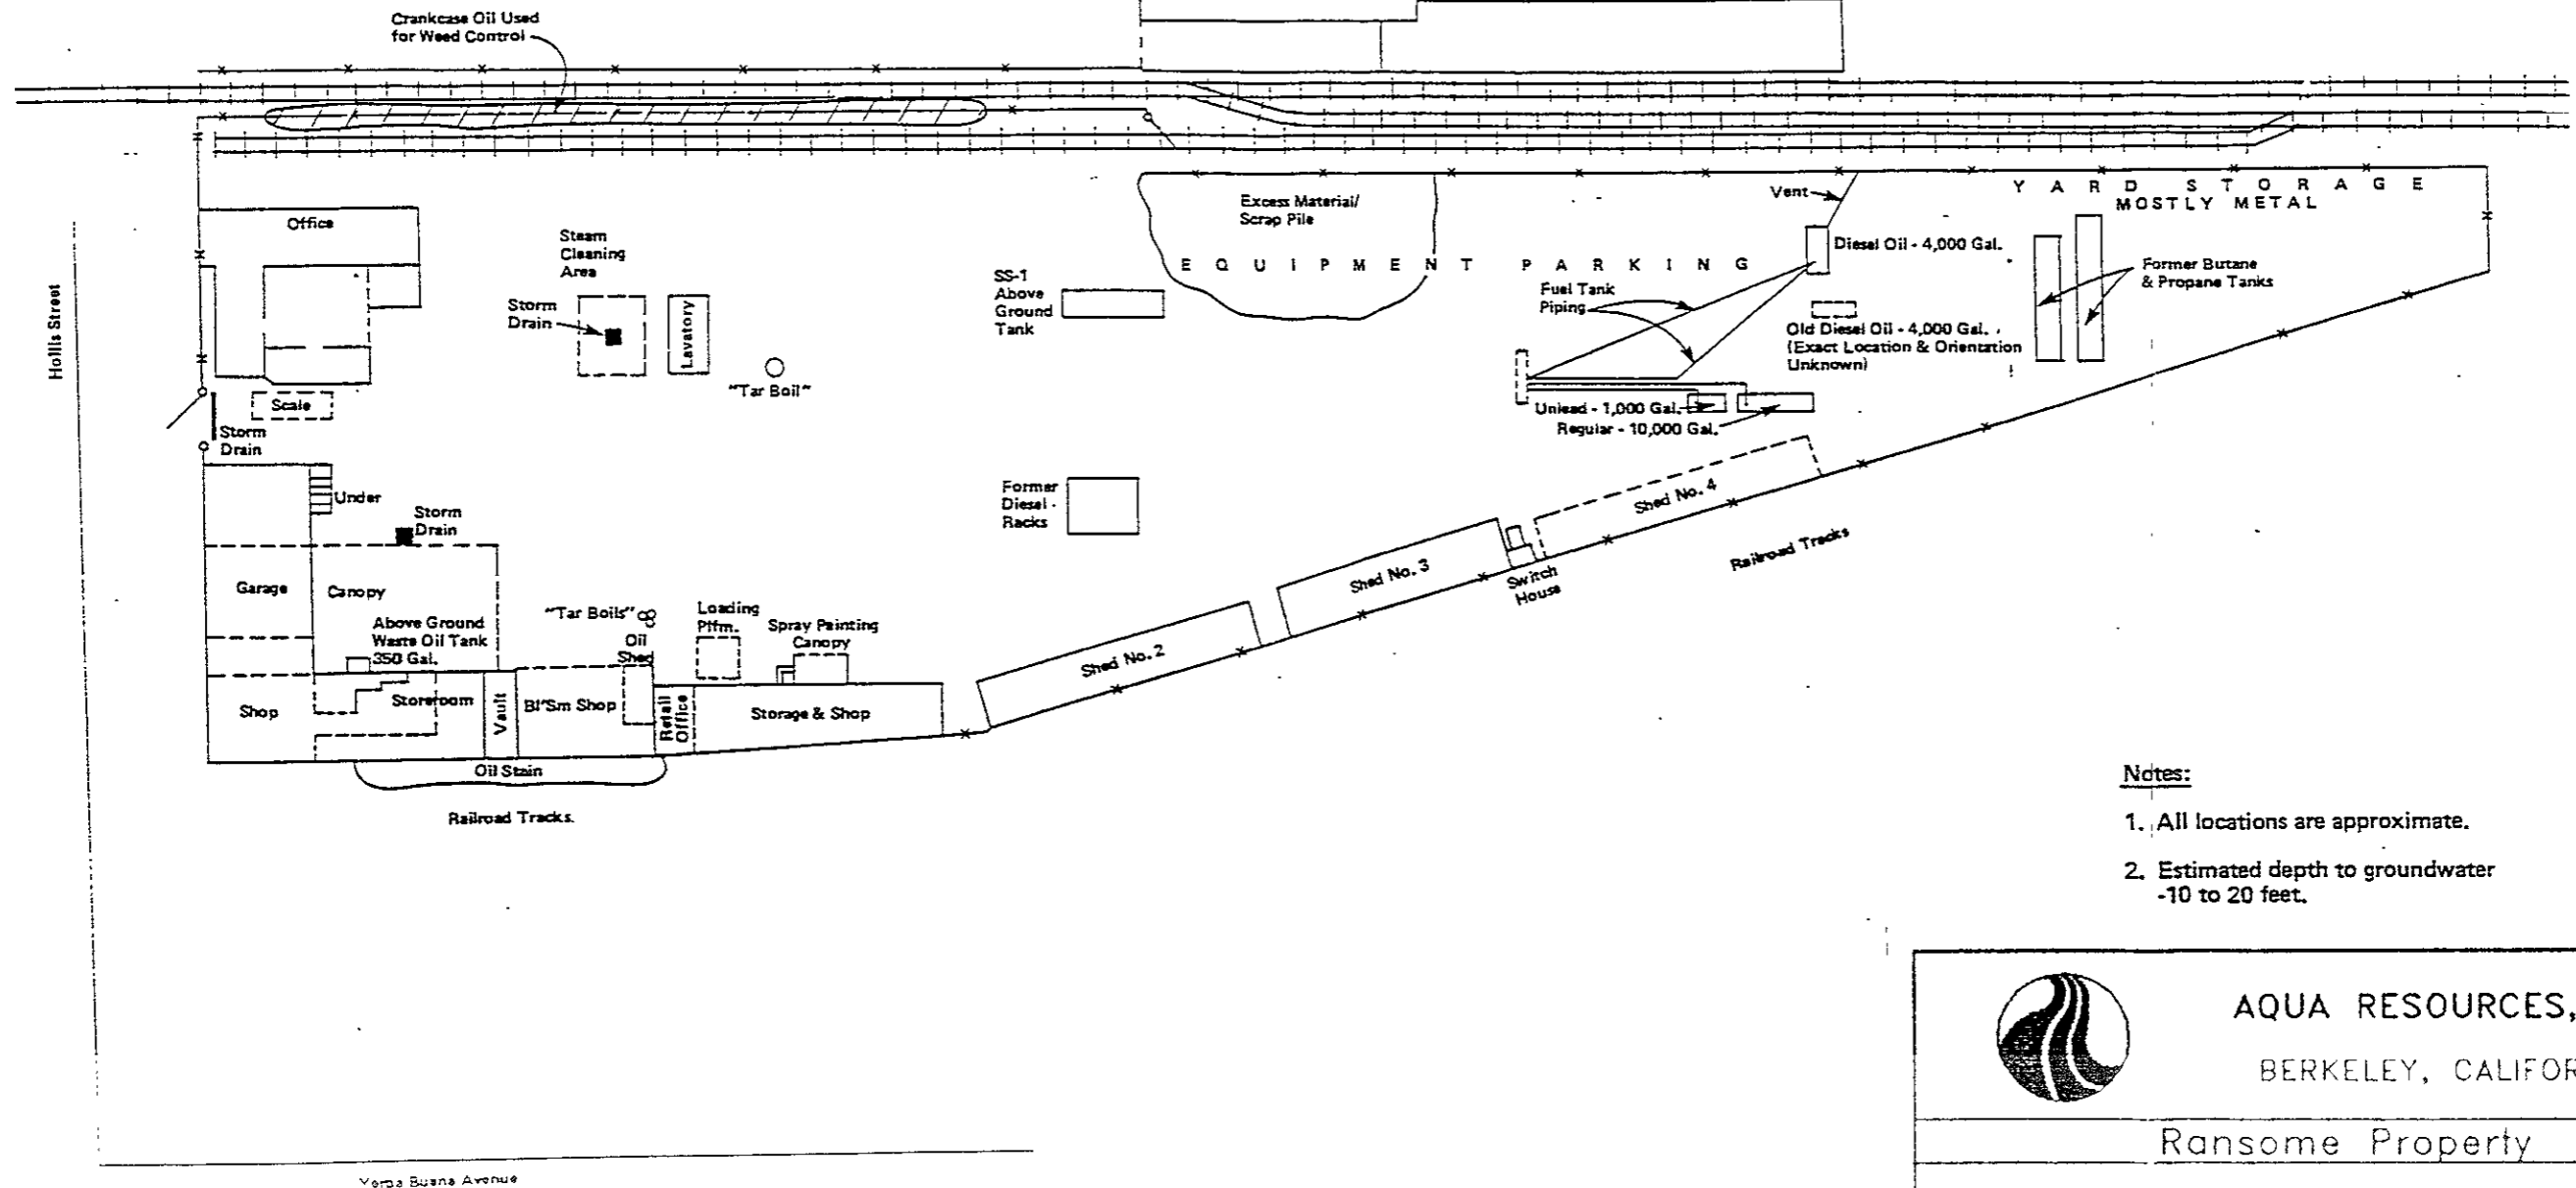 Crankcase Oil Used
for Weed Control
Hollis Street
Office
Steam
Cleaning
Area
Storm
Drain
Lavatory
"Tar Boil"
SS-1
Above
Ground
Tank
Excess Material/
Scrap Pile
EQUIPMENT PARKING
Vent
YARD STORAGE
MOSTLY METAL
Diesel Oil - 4,000 Gal.
Former Butane
& Propane Tanks
Fuel Tank
Piping
Old Diesel Oil - 4,000 Gal.
(Exact Location & Orientation
Unknown)
Unlead - 1,000 Gal.
Regular - 10,000 Gal.
Scale
Storm
Drain
Under
Storm
Drain
Former
Diesel
Racks
Garage
Canopy
Above Ground
Waste Oil Tank
350 Gal.
"Tar Boils"
Oil
Shed
Loading
Pltfm.
Spray Painting
Canopy
Shop
Storeroom
Vault
Bl'Sm Shop
Retail
Office
Storage & Shop
Shed No. 2
Shed No. 3
Switch
House
Shed No. 4
Railroad Tracks
Oil Stain
Railroad Tracks.
Notes:
1. All locations are approximate.
2. Estimated depth to groundwater
-10 to 20 feet.
AQUA RESOURCES,
BERKELEY, CALIFOR
Ransome Property
Yerba Buena Avenue